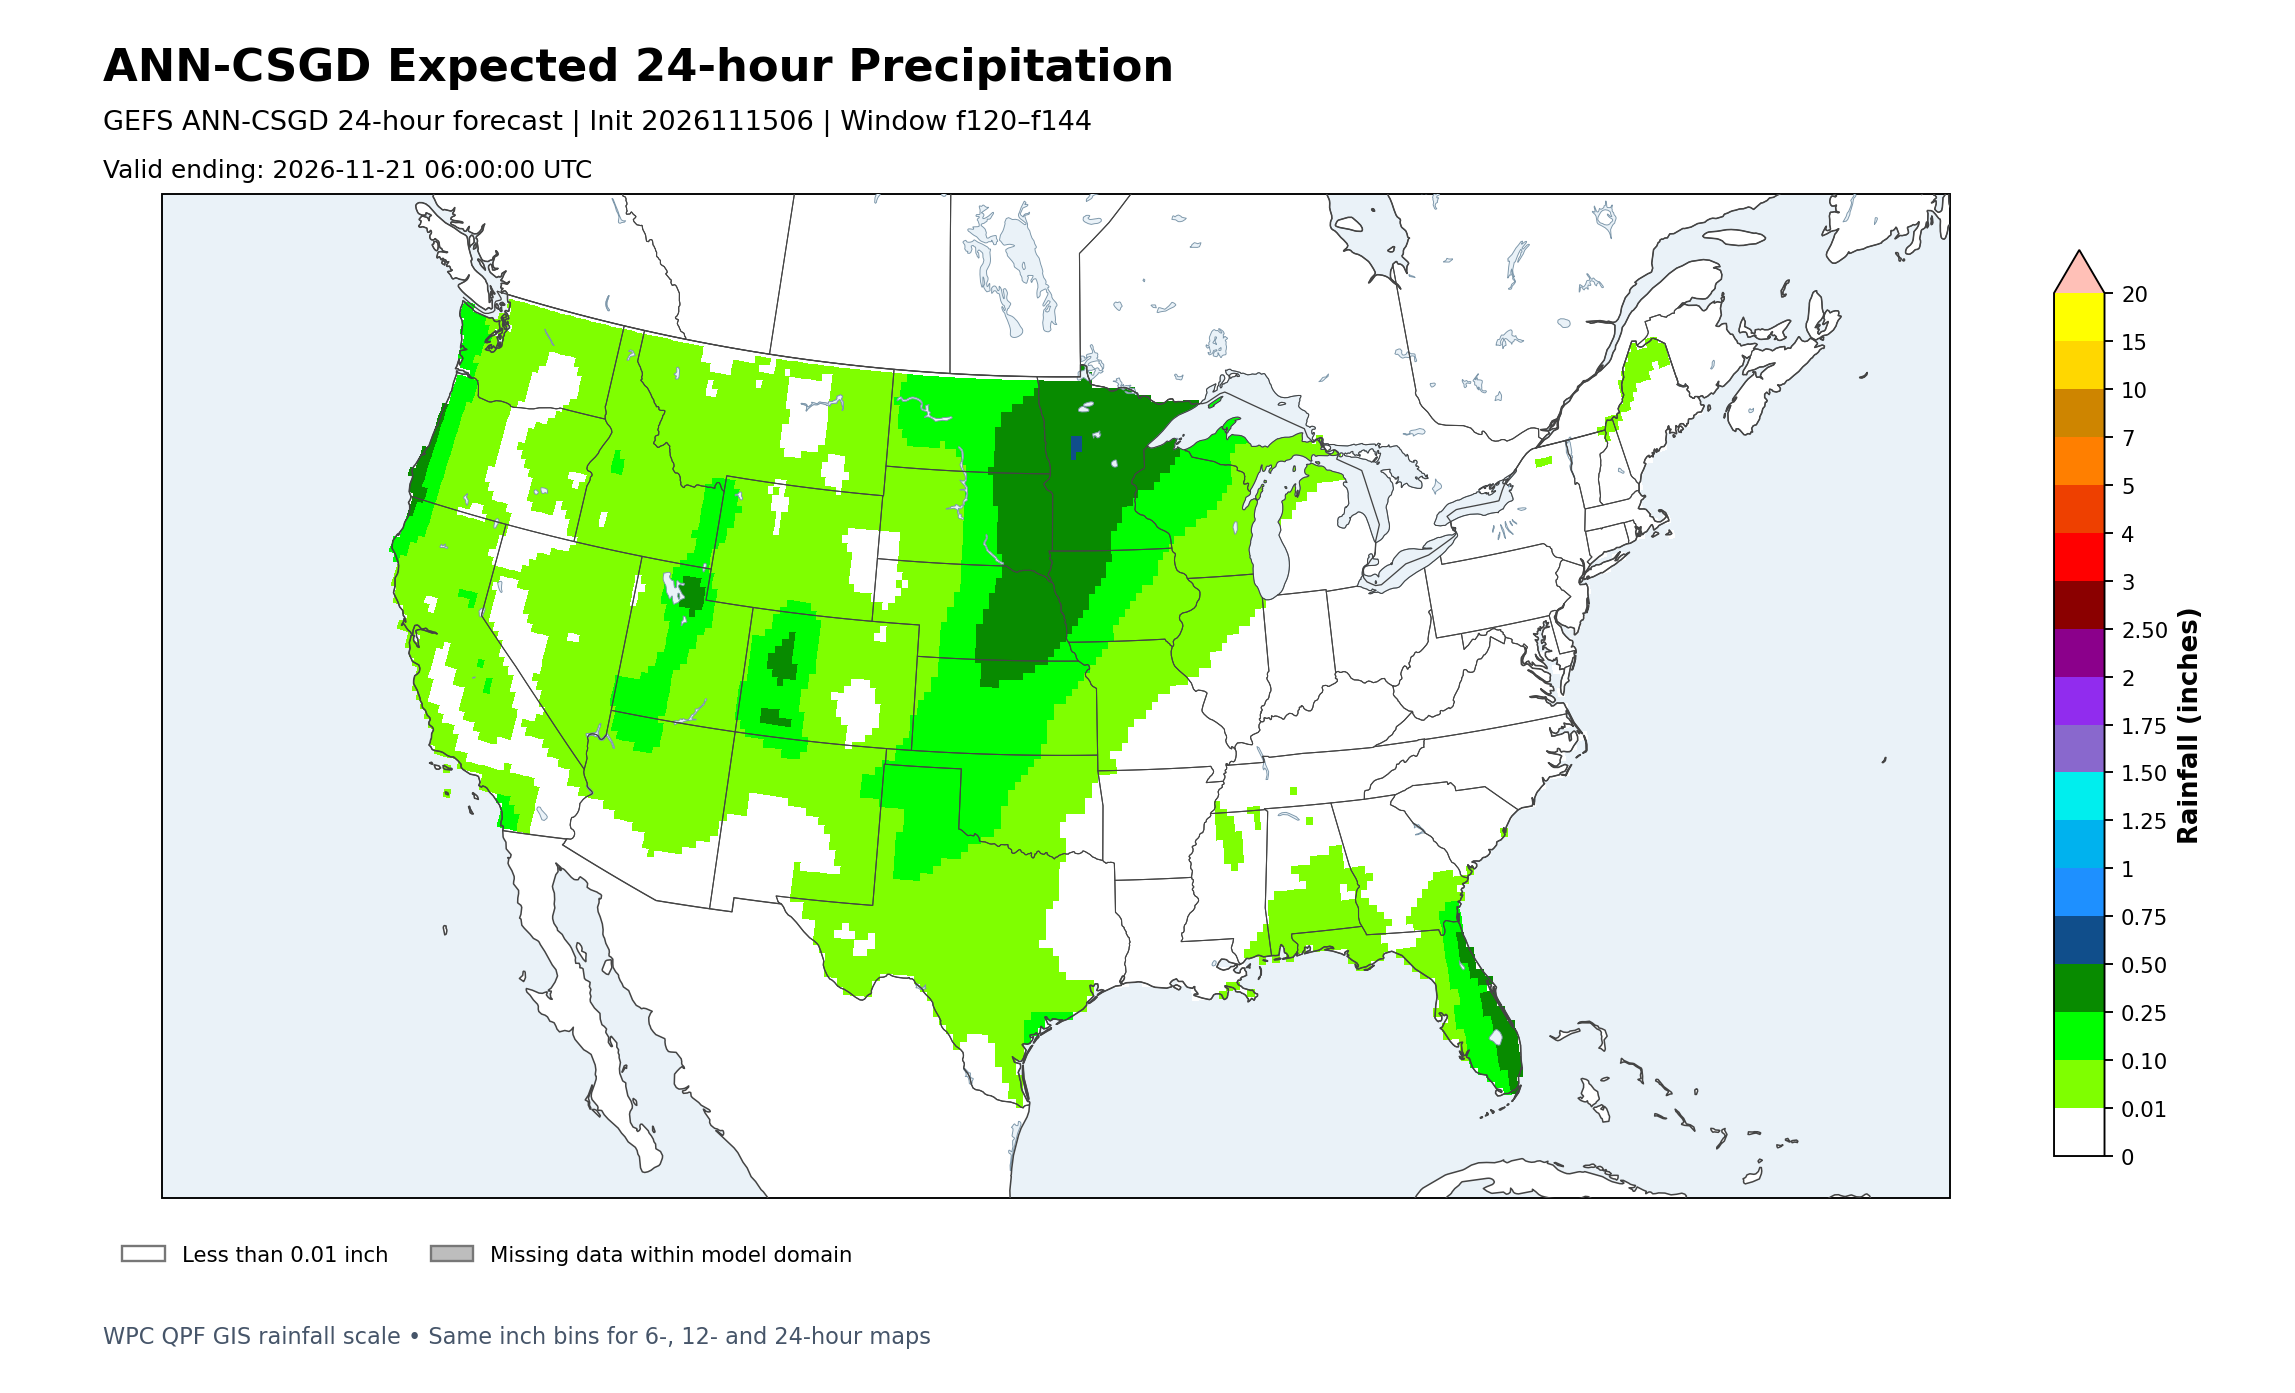 ANN-CSGD Expected 24-hour Precipitation
GEFS ANN-CSGD 24-hour forecast | Init 2026111506 | Window f120–f144
Valid ending: 2026-11-21 06:00:00 UTC
20
15
10
7
5
4
3
2.50
2
1.75
1.50
1.25
1
0.75
0.50
0.25
0.10
0.01
0
Rainfall (inches)
Less than 0.01 inch
Missing data within model domain
WPC QPF GIS rainfall scale • Same inch bins for 6-, 12- and 24-hour maps